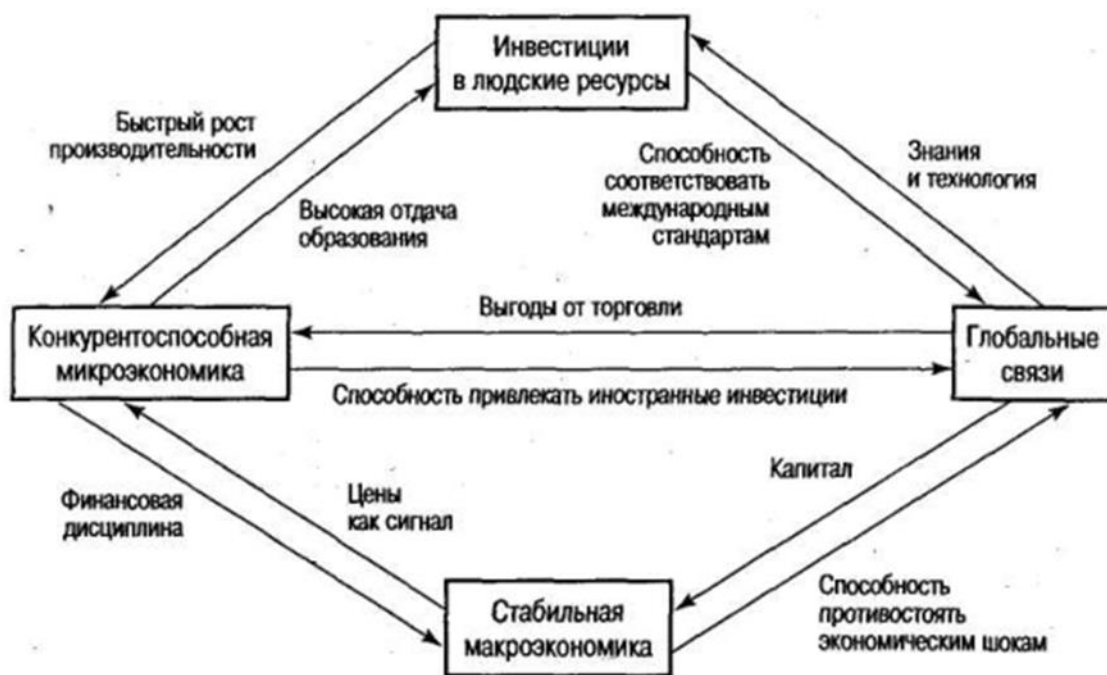 Инвестиции
в людские ресурсы
Быстрый рост
производительности
Высокая отдача
образования
Способность
соответствовать
международным
стандартам
Знания
и технология
Выгоды от торговли
Конкурентоспособная
микроэкономика
Глобальные
связи
Способность привлекать иностранные инвестиции
Финансовая
дисциплина
Цены
как сигнал
Капитал
Стабильная
макроэкономика
Способность
противостоять
экономическим шокам